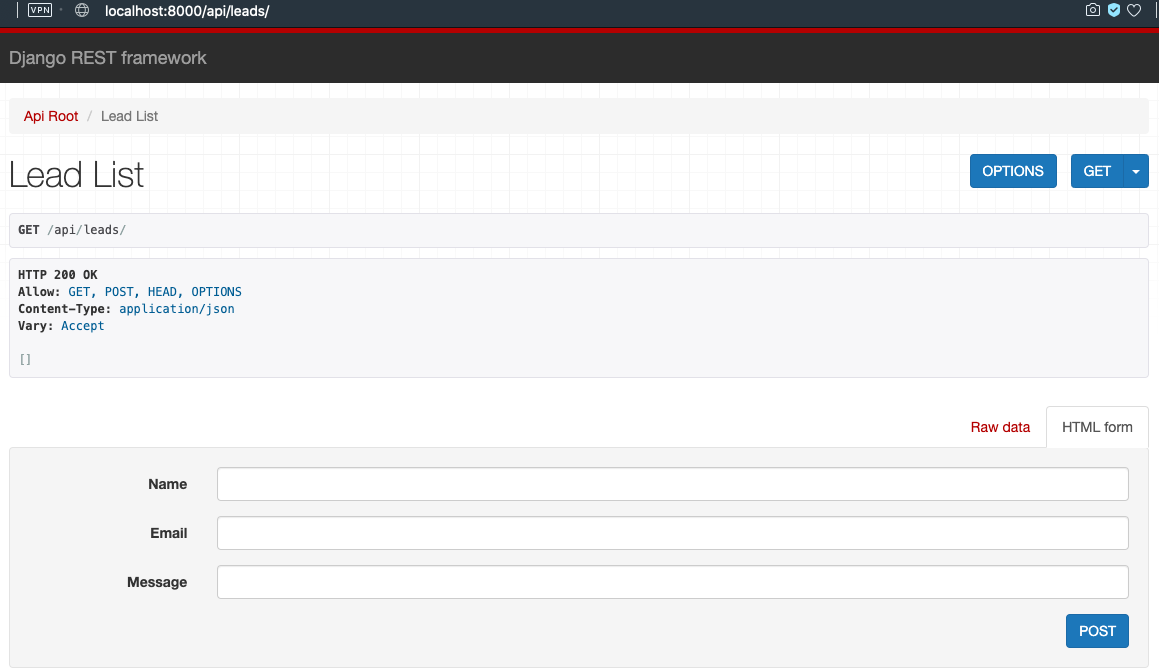 VPN localhost:8000/api/leads/
Django REST framework
Api Root / Lead List
Lead List
OPTIONS GET
GET /api/leads/
HTTP 200 OK
Allow: GET, POST, HEAD, OPTIONS
Content-Type: application/json
Vary: Accept
[]
Raw data HTML form
Name
Email
Message
POST